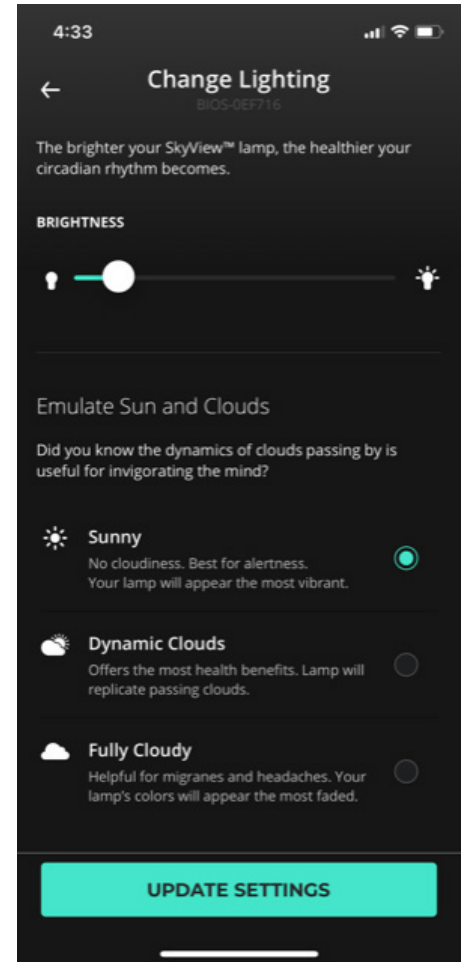 4:33
Change Lighting
BIOS-0EF716
The brighter your SkyView™ lamp, the healthier your
circadian rhythm becomes.
BRIGHTNESS
Emulate Sun and Clouds
Did you know the dynamics of clouds passing by is
useful for invigorating the mind?
Sunny
No cloudiness. Best for alertness.
Your lamp will appear the most vibrant.
Dynamic Clouds
Offers the most health benefits. Lamp will
replicate passing clouds.
Fully Cloudy
Helpful for migranes and headaches. Your
lamp's colors will appear the most faded.
UPDATE SETTINGS